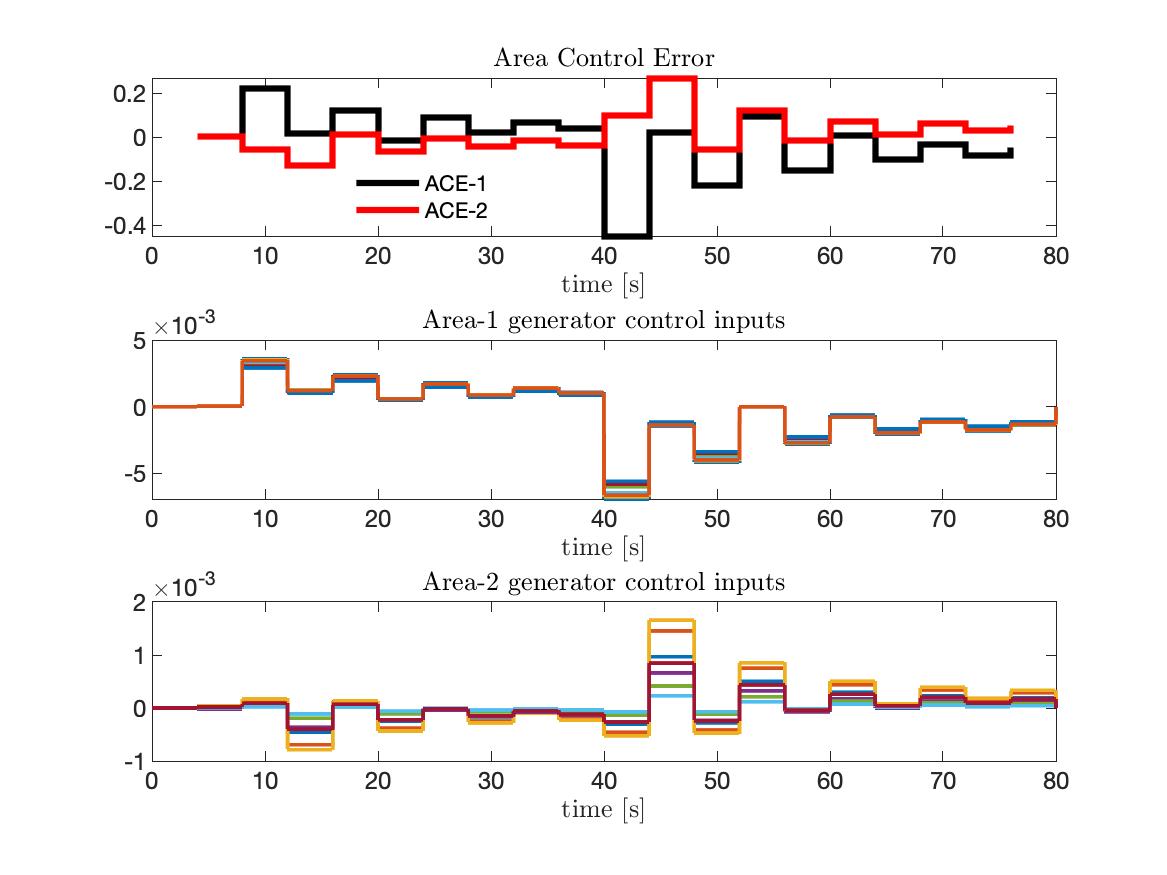 Area Control Error
0.2
0
-0.2
-0.4
ACE-1
ACE-2
0 10 20 30 40 50 60 70 80
time [s]
×10-3
Area-1 generator control inputs
5
0
-5
0 10 20 30 40 50 60 70 80
time [s]
×10-3
Area-2 generator control inputs
2
1
0
-1
0 10 20 30 40 50 60 70 80
time [s]